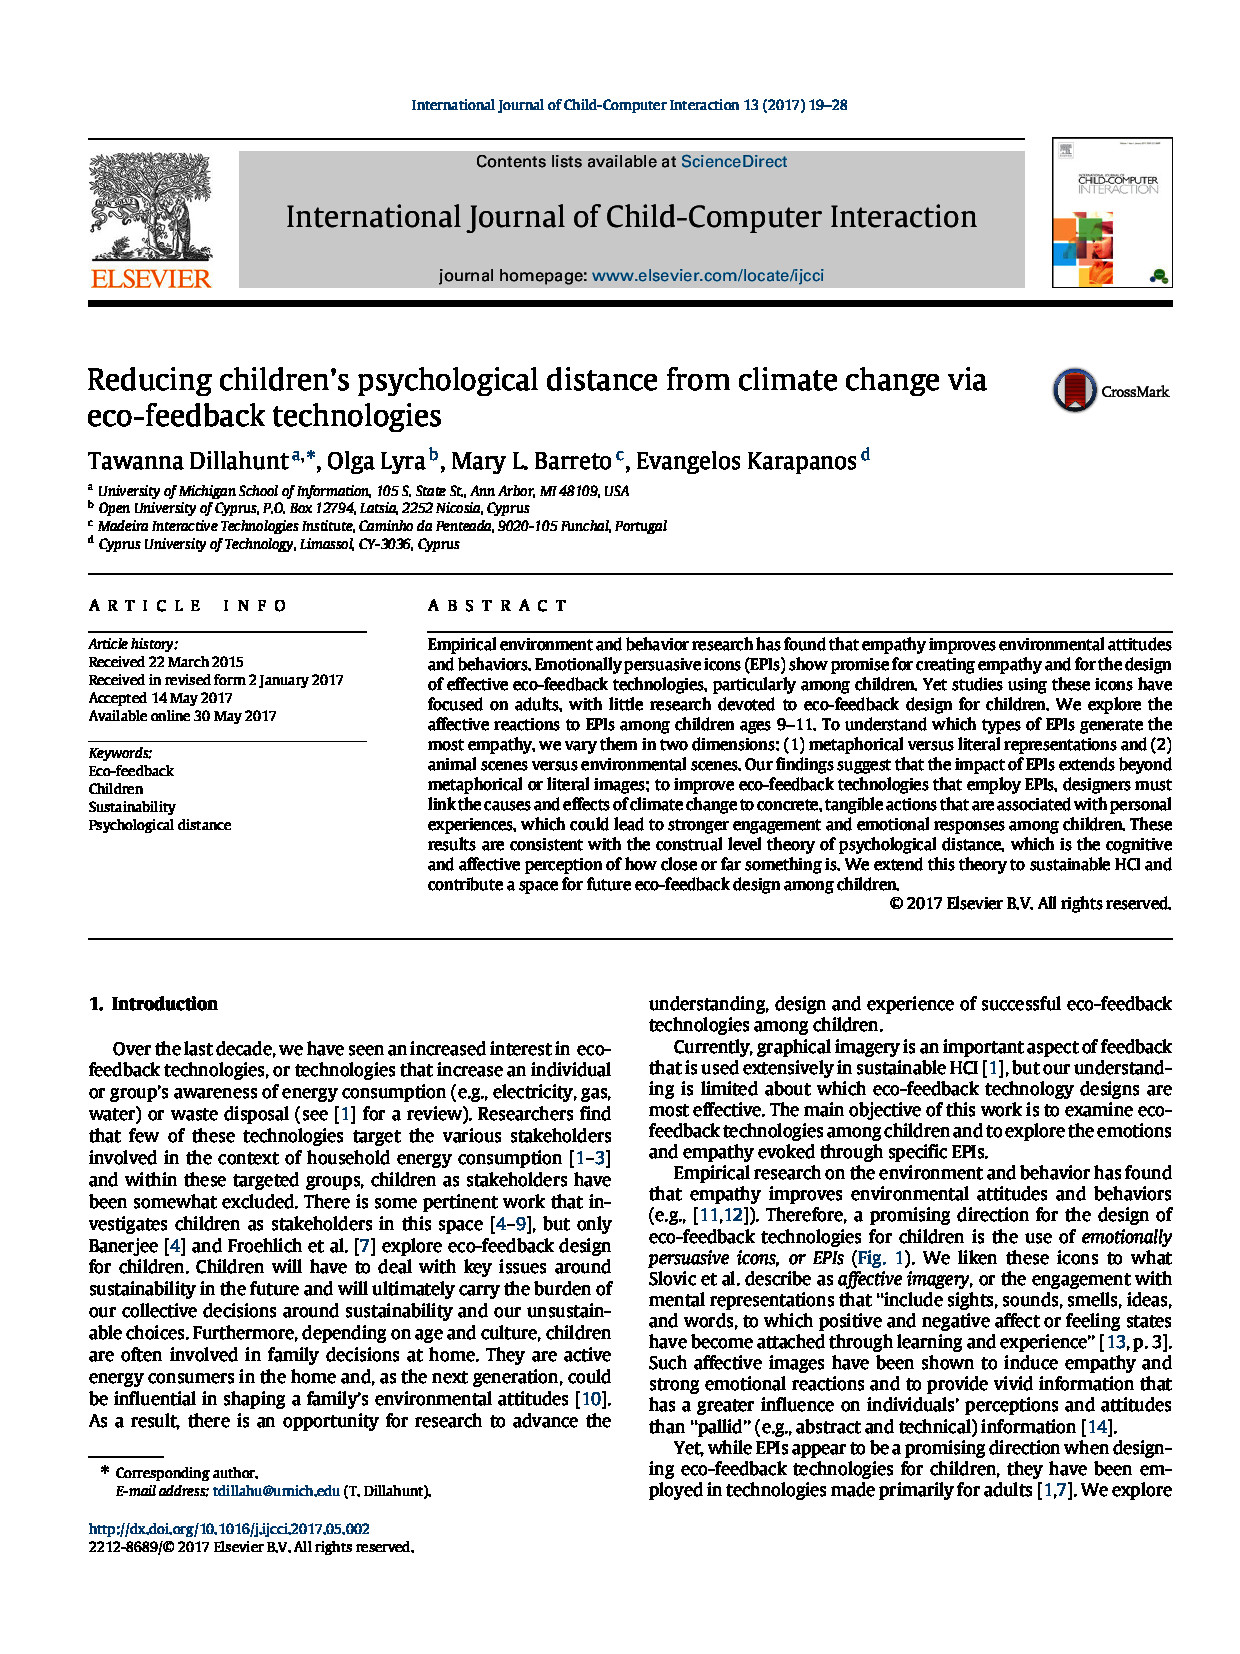 International Journal of Child-Computer Interaction 13 (2017) 19–28
Contents lists available at ScienceDirect
International Journal of Child-Computer Interaction
journal homepage: www.elsevier.com/locate/ijcci
ELSEVIER
INTERNATIONAL JOURNAL OF
CHILD-COMPUTER
INTERACTION
Reducing children's psychological distance from climate change via
eco-feedback technologies
CrossMark
Tawanna Dillahunt a,*, Olga Lyra b, Mary L. Barreto c, Evangelos Karapanos d
a University of Michigan School of Information, 105 S. State St., Ann Arbor, MI 48109, USA
b Open University of Cyprus, P.O. Box 12794, Latsia, 2252 Nicosia, Cyprus
c Madeira Interactive Technologies Institute, Caminho da Penteada, 9020-105 Funchal, Portugal
d Cyprus University of Technology, Limassol, CY-3036, Cyprus
ARTICLE INFO
Article history:
Received 22 March 2015
Received in revised form 2 January 2017
Accepted 14 May 2017
Available online 30 May 2017
Keywords:
Eco-feedback
Children
Sustainability
Psychological distance
ABSTRACT
Empirical environment and behavior research has found that empathy improves environmental attitudes
and behaviors. Emotionally persuasive icons (EPIs) show promise for creating empathy and for the design
of effective eco-feedback technologies, particularly among children. Yet studies using these icons have
focused on adults, with little research devoted to eco-feedback design for children. We explore the
affective reactions to EPIs among children ages 9–11. To understand which types of EPIs generate the
most empathy, we vary them in two dimensions: (1) metaphorical versus literal representations and (2)
animal scenes versus environmental scenes. Our findings suggest that the impact of EPIs extends beyond
metaphorical or literal images; to improve eco-feedback technologies that employ EPIs, designers must
link the causes and effects of climate change to concrete, tangible actions that are associated with personal
experiences, which could lead to stronger engagement and emotional responses among children. These
results are consistent with the construal level theory of psychological distance, which is the cognitive
and affective perception of how close or far something is. We extend this theory to sustainable HCI and
contribute a space for future eco-feedback design among children.
© 2017 Elsevier B.V. All rights reserved.
1. Introduction
Over the last decade, we have seen an increased interest in eco-
feedback technologies, or technologies that increase an individual
or group's awareness of energy consumption (e.g., electricity, gas,
water) or waste disposal (see [1] for a review). Researchers find
that few of these technologies target the various stakeholders
involved in the context of household energy consumption [1–3]
and within these targeted groups, children as stakeholders have
been somewhat excluded. There is some pertinent work that in-
vestigates children as stakeholders in this space [4–9], but only
Banerjee [4] and Froehlich et al. [7] explore eco-feedback design
for children. Children will have to deal with key issues around
sustainability in the future and will ultimately carry the burden of
our collective decisions around sustainability and our unsustain-
able choices. Furthermore, depending on age and culture, children
are often involved in family decisions at home. They are active
energy consumers in the home and, as the next generation, could
be influential in shaping a family's environmental attitudes [10].
As a result, there is an opportunity for research to advance the
* Corresponding author.
E-mail address: tdillahu@umich.edu (T. Dillahunt).
http://dx.doi.org/10.1016/j.ijcci.2017.05.002
2212-8689/© 2017 Elsevier B.V. All rights reserved.
understanding, design and experience of successful eco-feedback
technologies among children.
Currently, graphical imagery is an important aspect of feedback
that is used extensively in sustainable HCI [1], but our understand-
ing is limited about which eco-feedback technology designs are
most effective. The main objective of this work is to examine eco-
feedback technologies among children and to explore the emotions
and empathy evoked through specific EPIs.
Empirical research on the environment and behavior has found
that empathy improves environmental attitudes and behaviors
(e.g., [11,12]). Therefore, a promising direction for the design of
eco-feedback technologies for children is the use of emotionally
persuasive icons, or EPIs (Fig. 1). We liken these icons to what
Slovic et al. describe as affective imagery, or the engagement with
mental representations that “include sights, sounds, smells, ideas,
and words, to which positive and negative affect or feeling states
have become attached through learning and experience” [13, p. 3].
Such affective images have been shown to induce empathy and
strong emotional reactions and to provide vivid information that
has a greater influence on individuals' perceptions and attitudes
than “pallid” (e.g., abstract and technical) information [14].
Yet, while EPIs appear to be a promising direction when design-
ing eco-feedback technologies for children, they have been em-
ployed in technologies made primarily for adults [1,7]. We explore